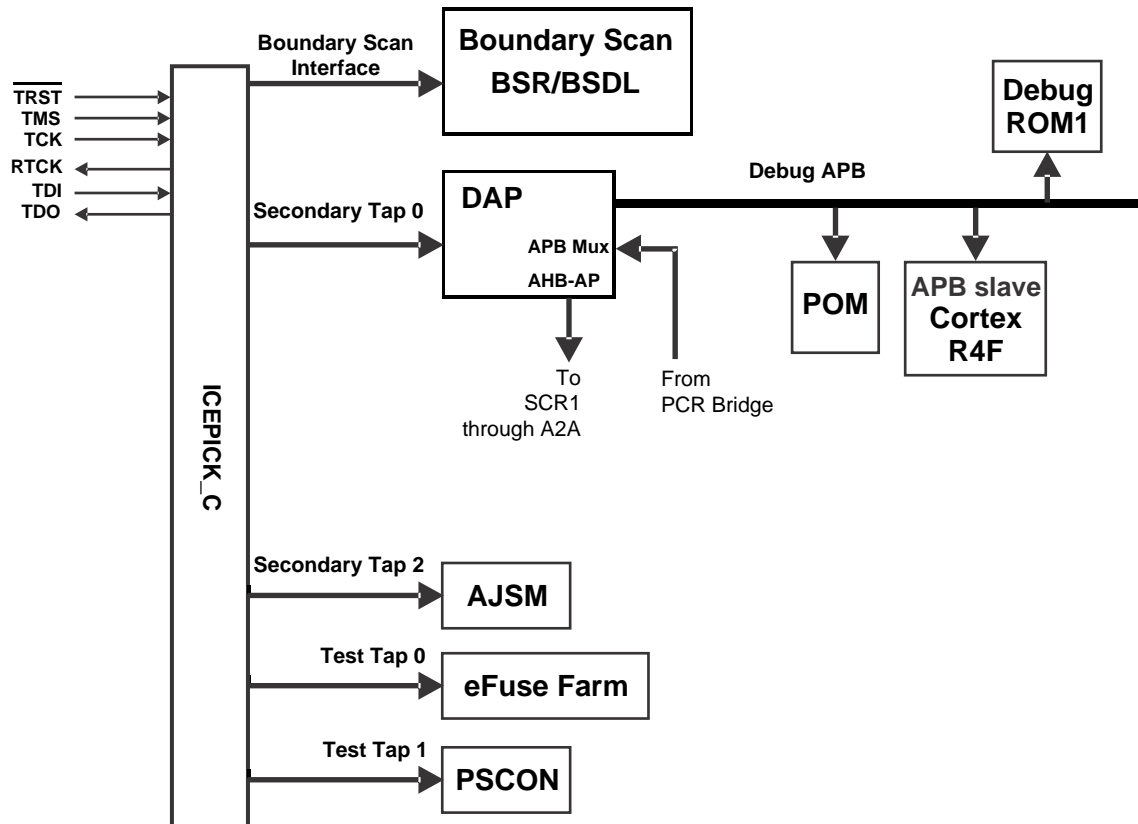 Boundary Scan
Interface
Boundary Scan
BSR/BSDL
TRST
TMS
TCK
RTCK
TDI
TDO
Debug
ROM1
Debug APB
Secondary Tap 0
DAP
APB Mux
AHB-AP
POM
APB slave
Cortex
R4F
To
SCR1
through A2A
From
PCR Bridge
ICEPICK_C
Secondary Tap 2
AJSM
Test Tap 0
eFuse Farm
Test Tap 1
PSCON